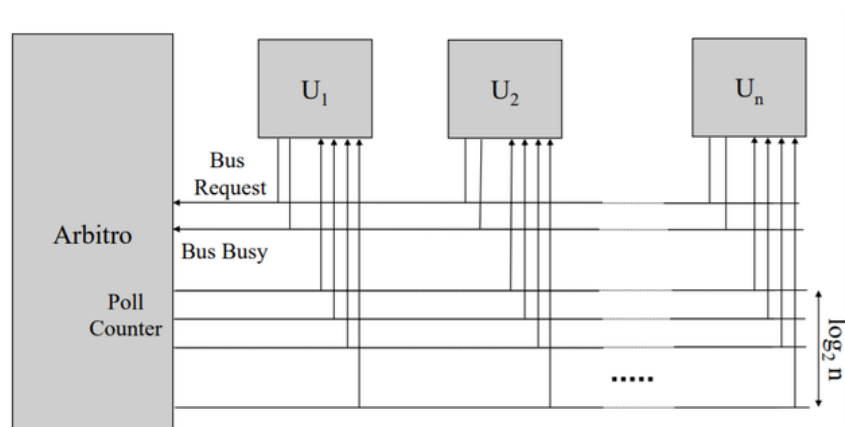 U1
U2
Un
Bus
Request
Arbitro
Bus Busy
Poll
Counter
log2 n
.....